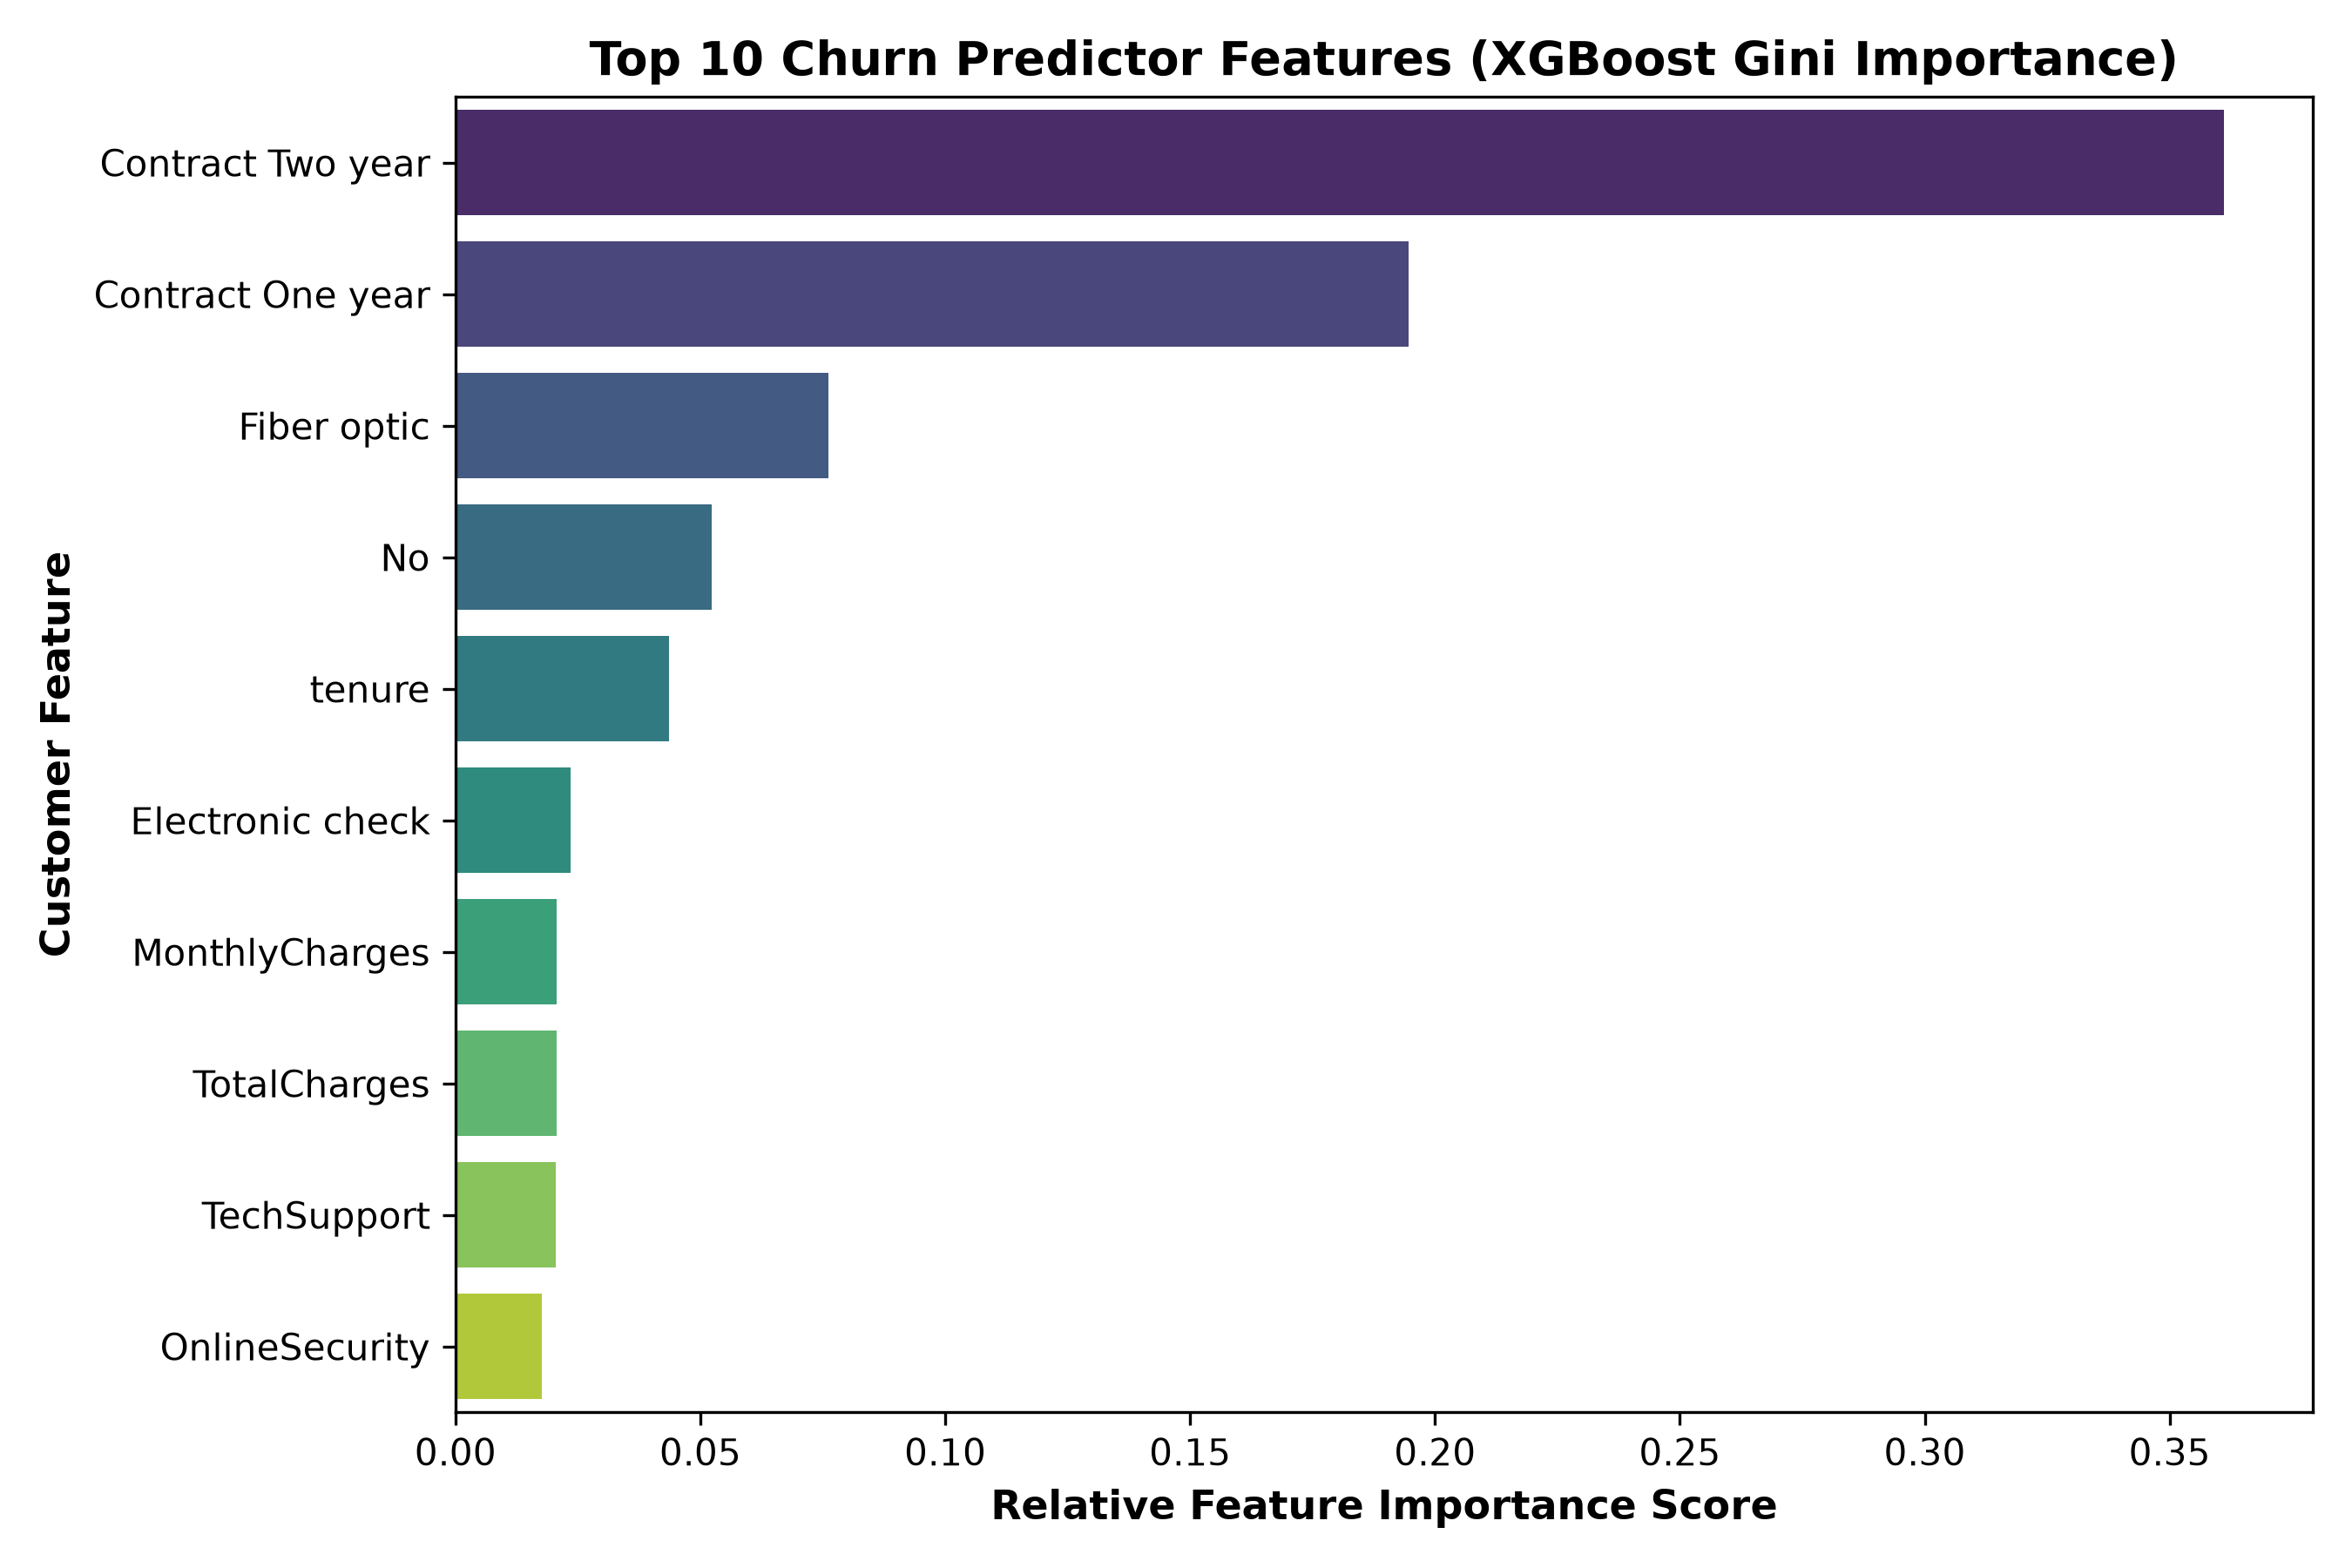 Top 10 Churn Predictor Features (XGBoost Gini Importance)
Customer Feature
Contract Two year
Contract One year
Fiber optic
No
tenure
Electronic check
MonthlyCharges
TotalCharges
TechSupport
OnlineSecurity
0.00 0.05 0.10 0.15 0.20 0.25 0.30 0.35
Relative Feature Importance Score